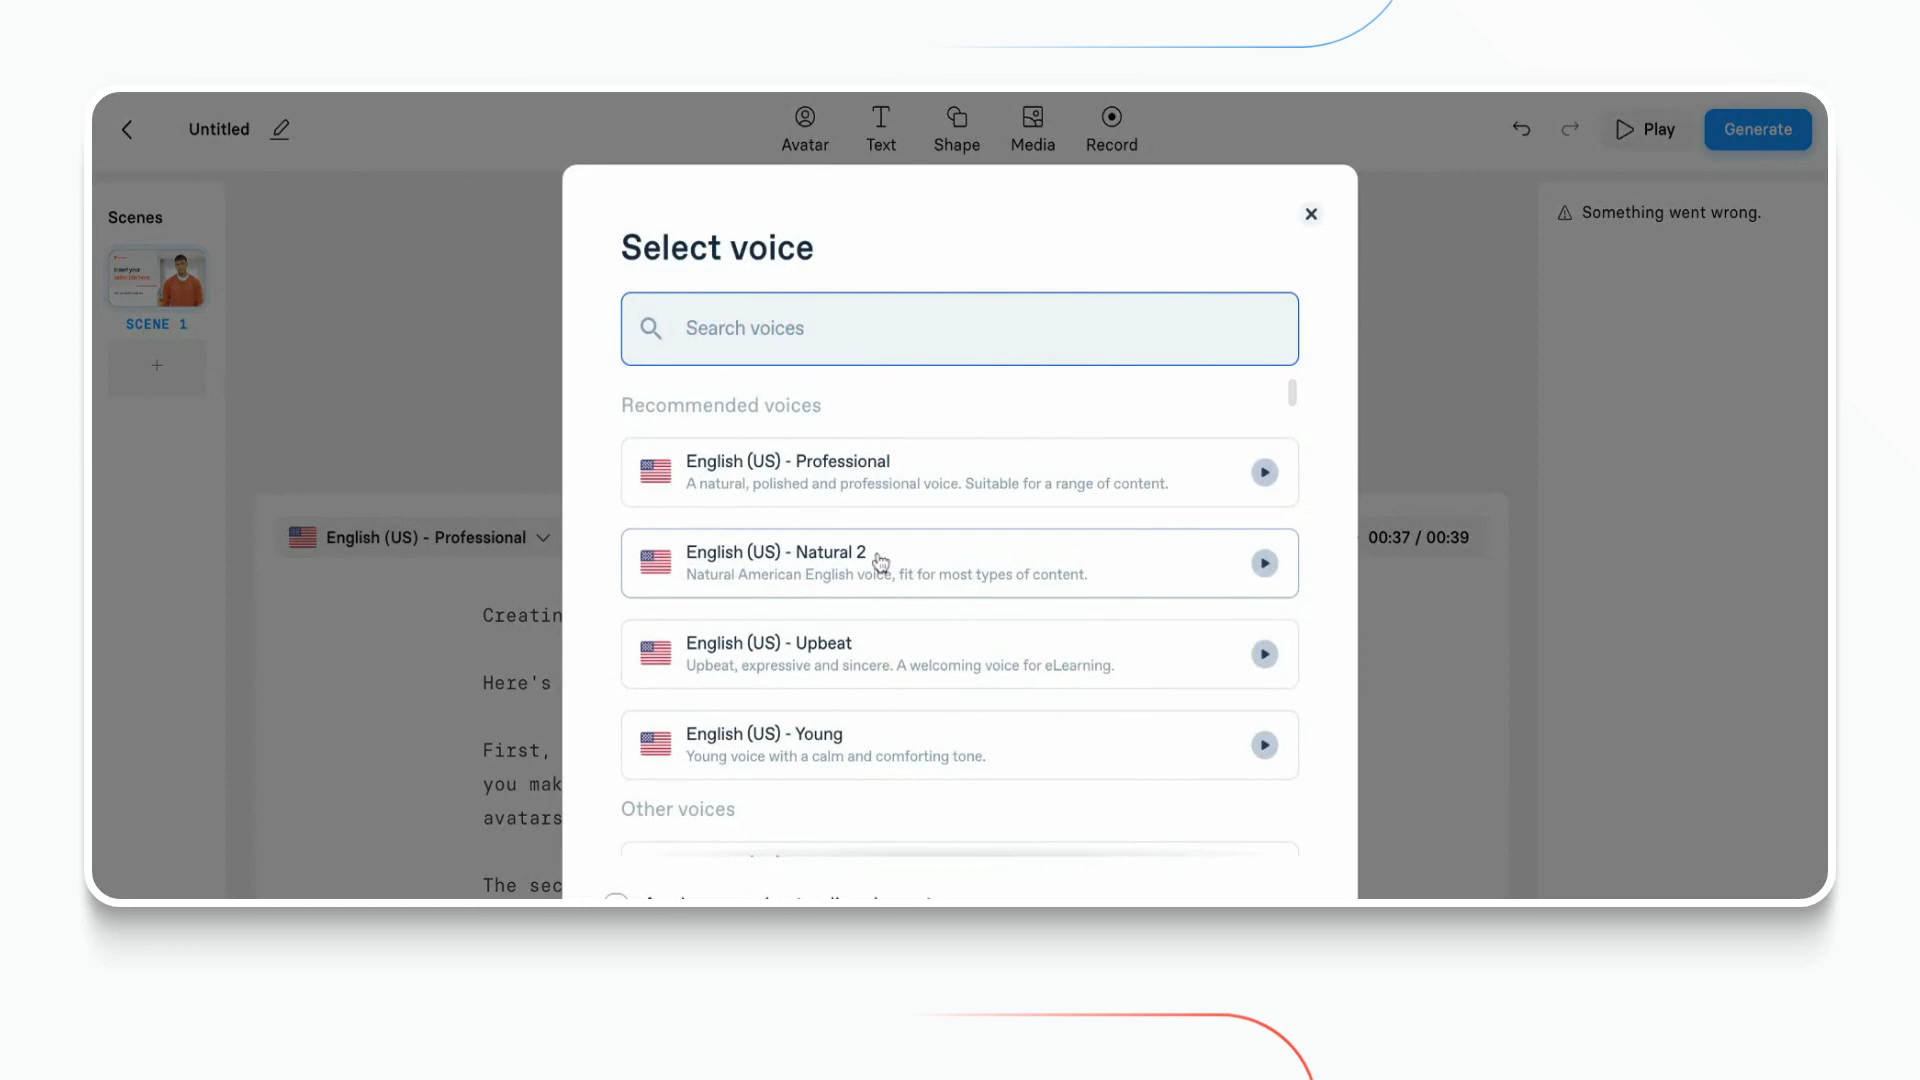 Untitled
Avatar
Text
Shape
Media
Record
Play
Generate
Scenes
SCENE 1
Something went wrong.
Select voice
Search voices
Recommended voices
English (US) - Professional
A natural, polished and professional voice. Suitable for a range of content.
English (US) - Natural 2
Natural American English voice, fit for most types of content.
English (US) - Upbeat
Upbeat, expressive and sincere. A welcoming voice for eLearning.
English (US) - Young
Young voice with a calm and comforting tone.
Other voices
English (US) - Professional
00:37 / 00:39
Creatin
Here's
First,
you mak
avatars
The sec